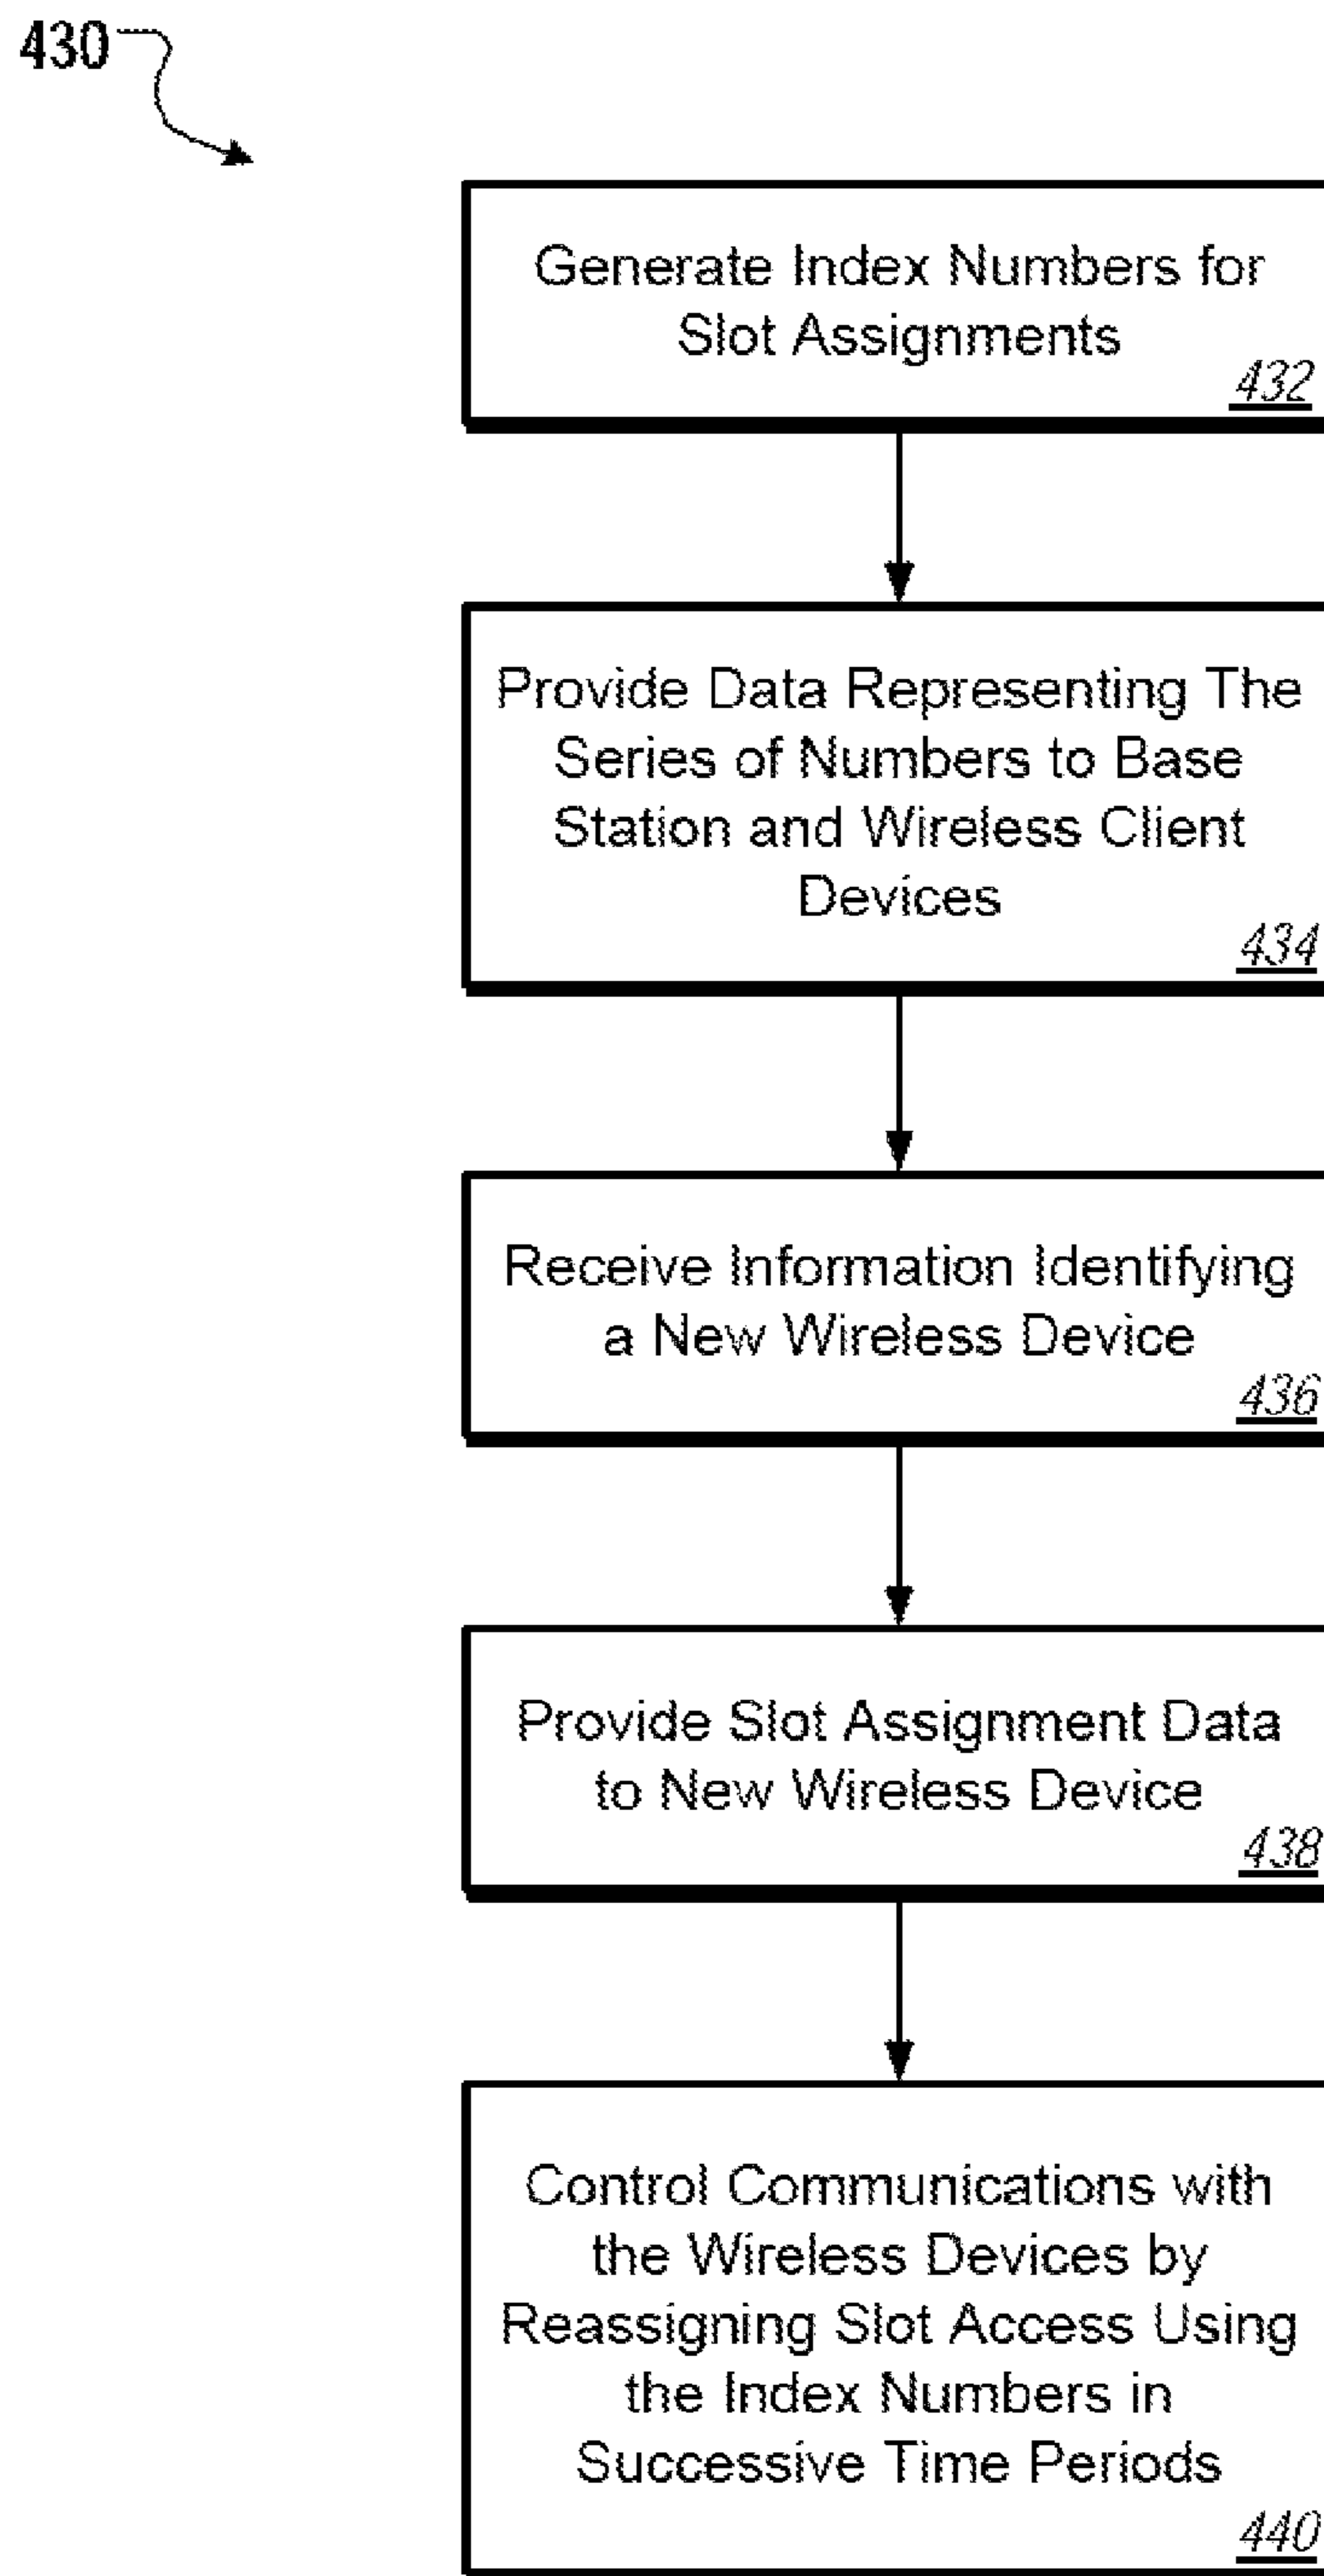 430
Generate Index Numbers for
Slot Assignments
432
Provide Data Representing The
Series of Numbers to Base
Station and Wireless Client
Devices
434
Receive Information Identifying
a New Wireless Device
436
Provide Slot Assignment Data
to New Wireless Device
438
Control Communications with
the Wireless Devices by
Reassigning Slot Access Using
the Index Numbers in
Successive Time Periods
440